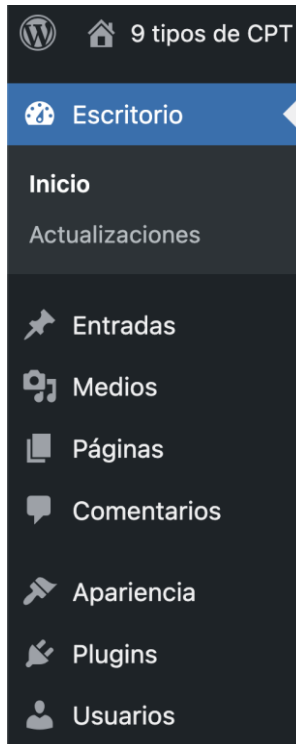 9 tipos de CPT
Escritorio
Inicio
Actualizaciones
Entradas
Medios
Páginas
Comentarios
Apariencia
Plugins
Usuarios